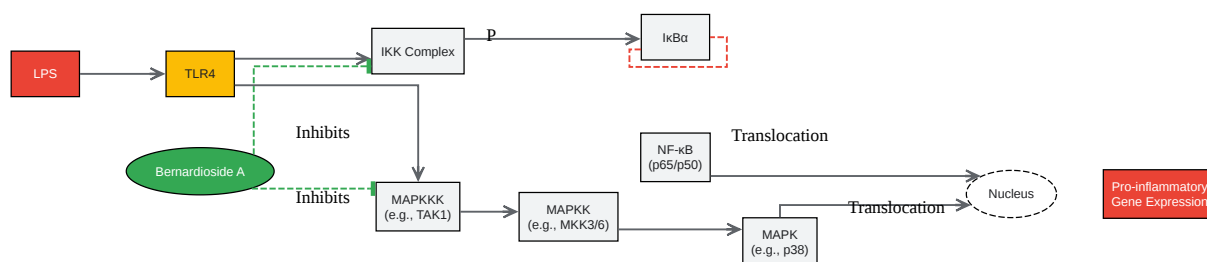 LPS
TLR4
IKK Complex
P
IκBα
Inhibits
Bernardioside A
Inhibits
MAPKKK
(e.g., TAK1)
MAPKK
(e.g., MKK3/6)
NF-κB
(p65/p50)
Translocation
MAPK
(e.g., p38)
Translocation
Nucleus
Pro-inflammatory
Gene Expression